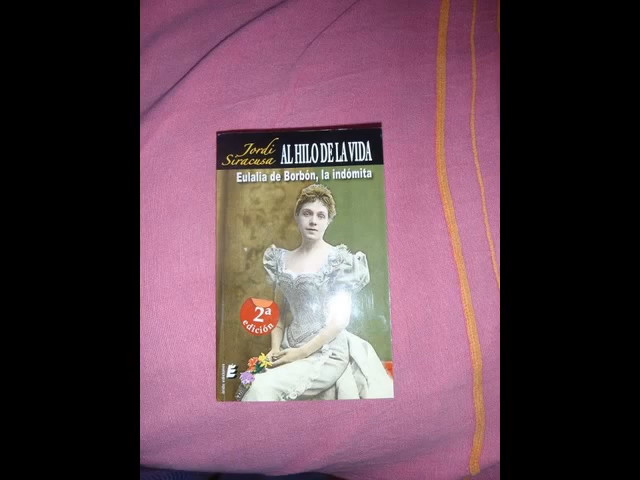 Jordi
Siracusa
AL HILO DE LA VIDA
Eulalia de Borbón, la indómita
2ª
edición
E